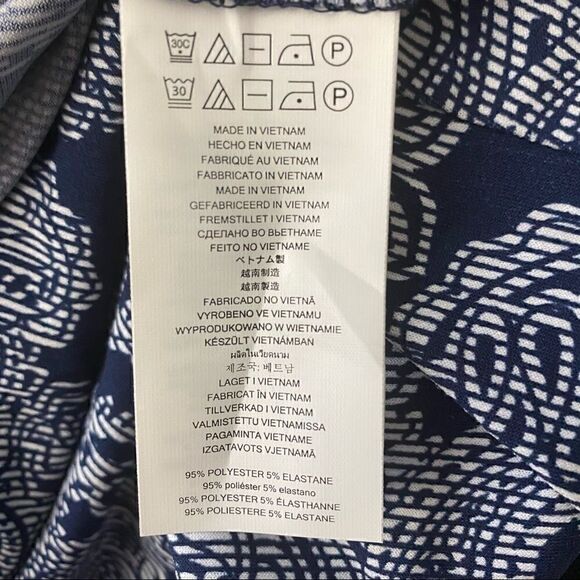 30C P
30 P
MADE IN VIETNAM
HECHO EN VIETNAM
FABRIQUÉ AU VIETNAM
FABBRICATO IN VIETNAM
MADE IN VIETNAM
GEFABRICEERD IN VIETNAM
FREMSTILLET I VIETNAM
СДЕЛАНО ВО ВЬЕТНАМЕ
FEITO NO VIETNAME
ベトナム製
越南制造
越南製造
FABRICADO NO VIETNÃ
VYROBENO VE VIETNAMU
WYPRODUKOWANO W WIETNAMIE
KÉSZÜLT VIETNÁMBAN
ผลิตในเวียดนาม
제조국: 베트남
LAGET I VIETNAM
FABRICAT ÎN VIETNAM
TILLVERKAD I VIETNAM
VALMISTETTU VIETNAMISSA
PAGAMINTA VIETNAME
IZGATAVOTS VJETNAMĀ
95% POLYESTER 5% ELASTANE
95% poliéster 5% elastano
95% POLYESTER 5% ÉLASTHANNE
95% POLIESTERE 5% ELASTANE